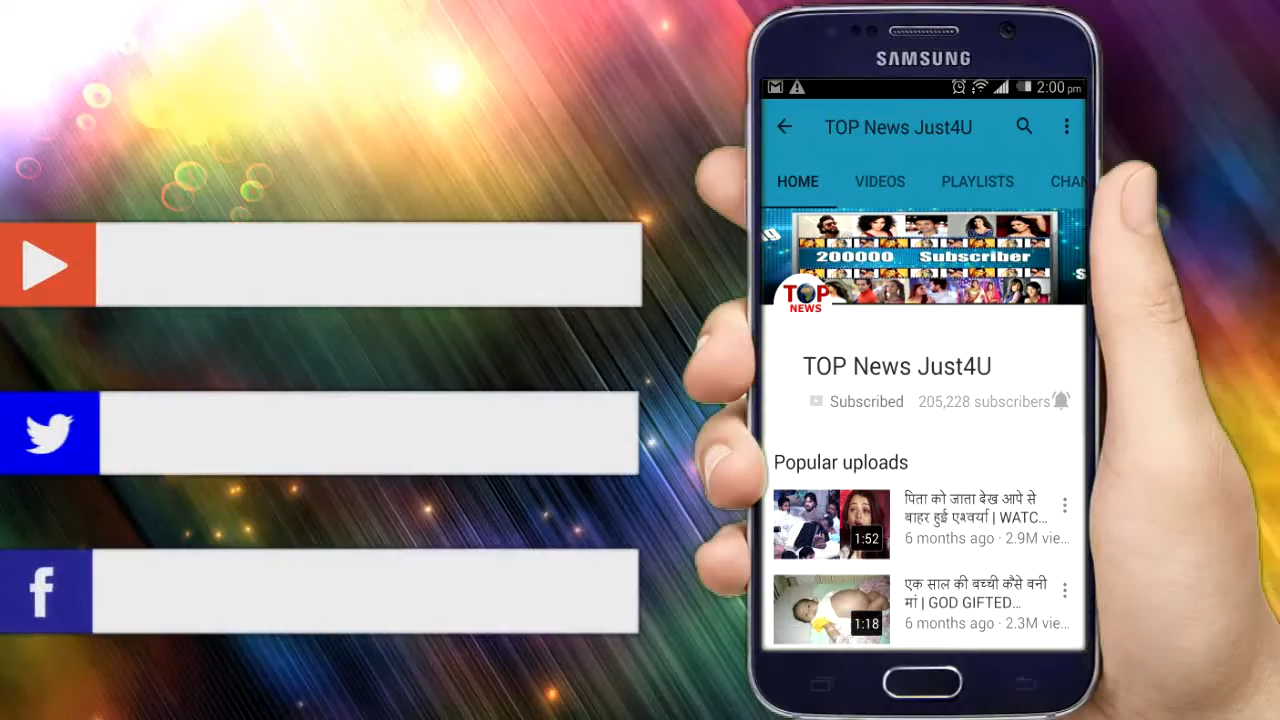 SAMSUNG
2:00 pm
TOP News Just4U
HOME VIDEOS PLAYLISTS CHAN
200000 Subscriber
TOP
NEWS
TOP News Just4U
Subscribed 205,228 subscribers
Popular uploads
पिता को जाता देख आपे से
बाहर हुई एश्वर्या | WATC...
6 months ago · 2.9M vie...
1:52
एक साल की बच्ची कैसे बनी
मां | GOD GIFTED...
6 months ago · 2.3M vie...
1:18